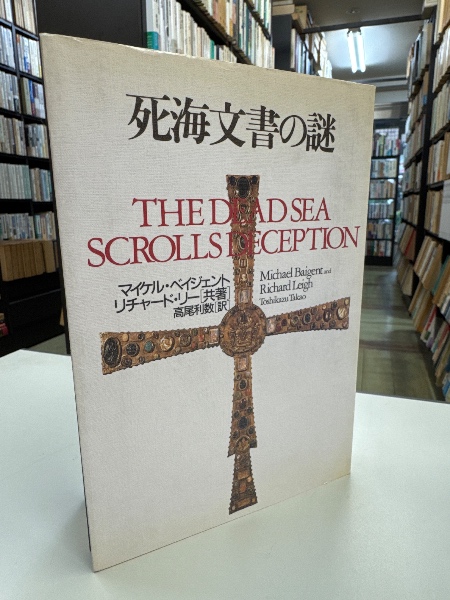 死海文書の謎
THE DEAD SEA
SCROLLS DECEPTION
マイケル・ベイジェント
リチャード・リー[共著]
高尾利数[訳]
Michael Baigent and
Richard Leigh
Toshikazu Takao